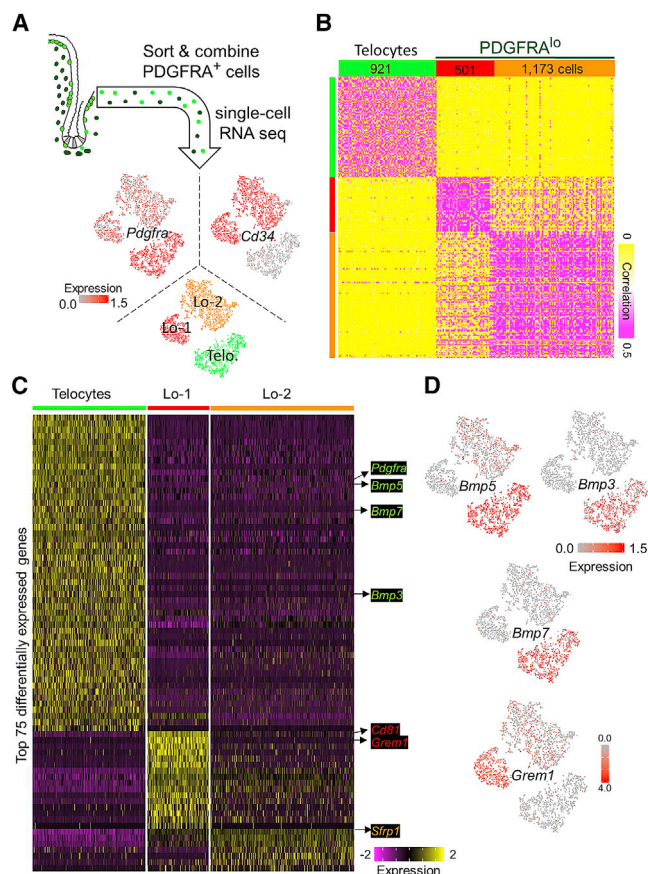 A
Sort & combine
PDGFRA+ cells
single-cell
RNA seq
Pdgfra
Cd34
Expression
0.0 1.5
Lo-2
Lo-1
Telo.
B
Telocytes
PDGFRAlo
921
501
1,173 cells
0
Correlation
0.5
C
Telocytes
Lo-1
Lo-2
Top 75 differentially expressed genes
Pdgfra
Bmp5
Bmp7
Bmp3
Cd81
Grem1
Sfrp1
-2 2
Expression
D
Bmp5
Bmp3
0.0 1.5
Expression
Bmp7
Grem1
0.0
4.0